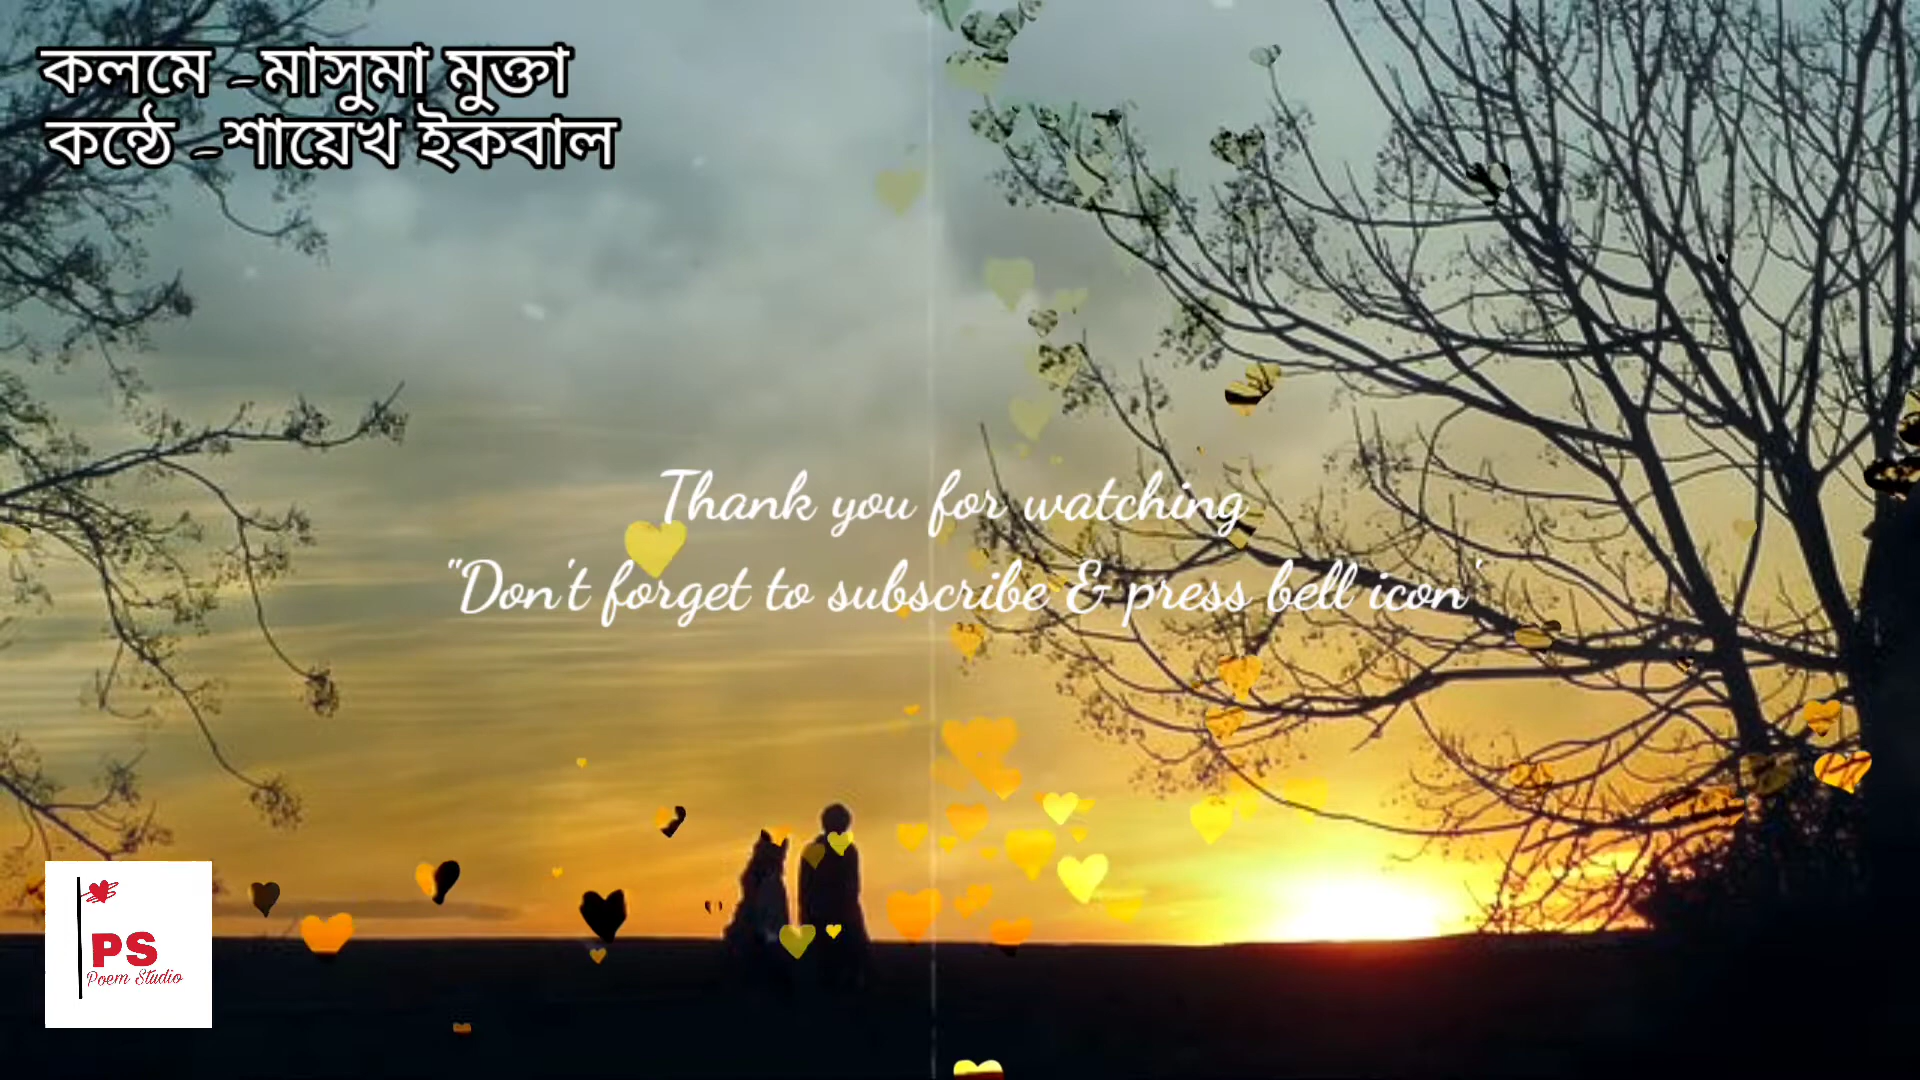 কলমে -মাসুমা মুক্তা
কন্ঠে -শায়েখ ইকবাল
Thank you for watching
"Don't forget to subscribe & press bell icon'
PS
Poem Studio